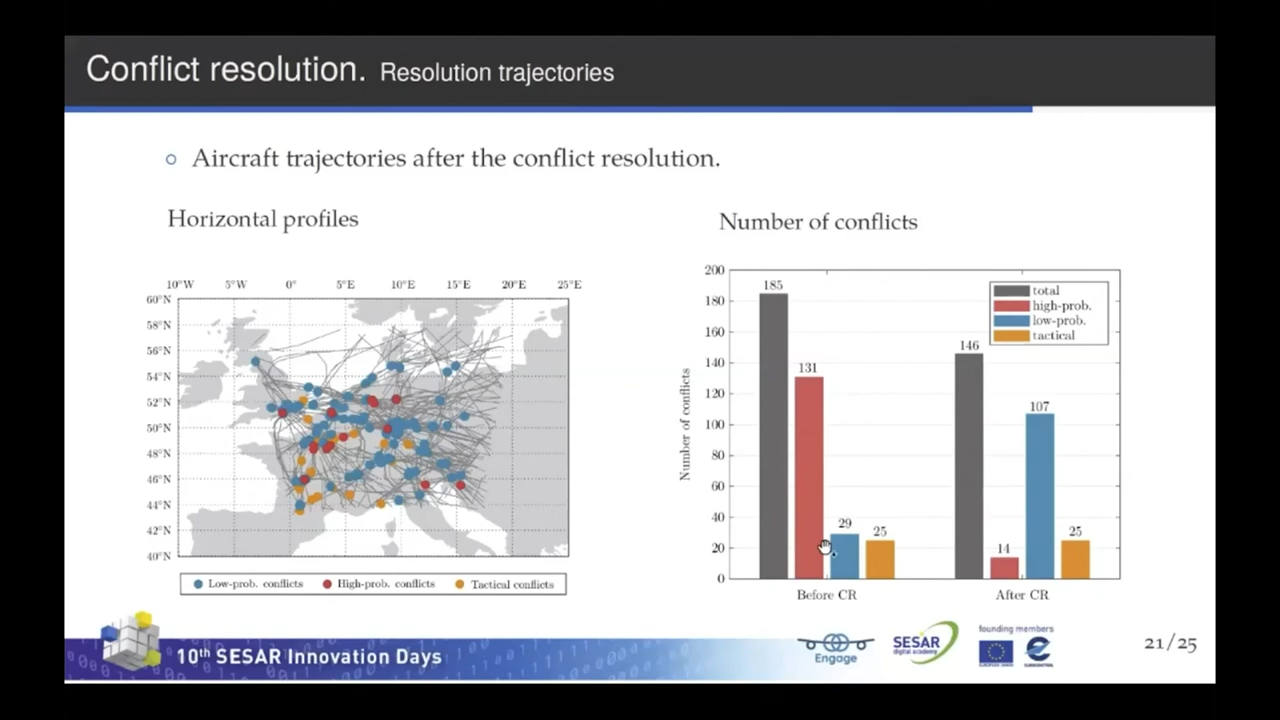 Conflict resolution. Resolution trajectories
Aircraft trajectories after the conflict resolution.
Horizontal profiles
10°W 5°W 0° 5°E 10°E 15°E 20°E 25°E
60°N
58°N
56°N
54°N
52°N
50°N
48°N
46°N
44°N
42°N
40°N
Low-prob. conflicts High-prob. conflicts Tactical conflicts
Number of conflicts
Number of conflicts
200
180
160
140
120
100
80
60
40
20
0
185
131
29
25
146
14
107
25
total
high-prob.
low-prob.
tactical
Before CR After CR
10th SESAR Innovation Days
Engage
SESAR
digital academy
founding members
EUROPEAN UNION
EUROCONTROL
21/25